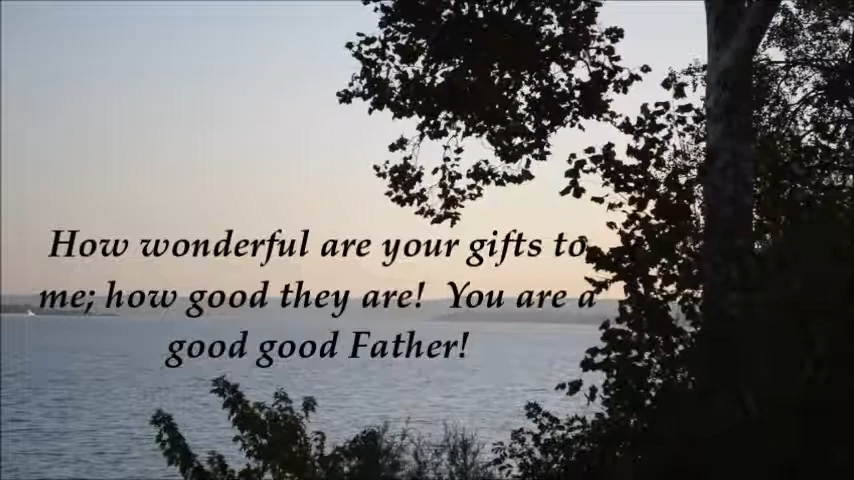 How wonderful are your gifts to
me; how good they are!  You are a
good good Father!